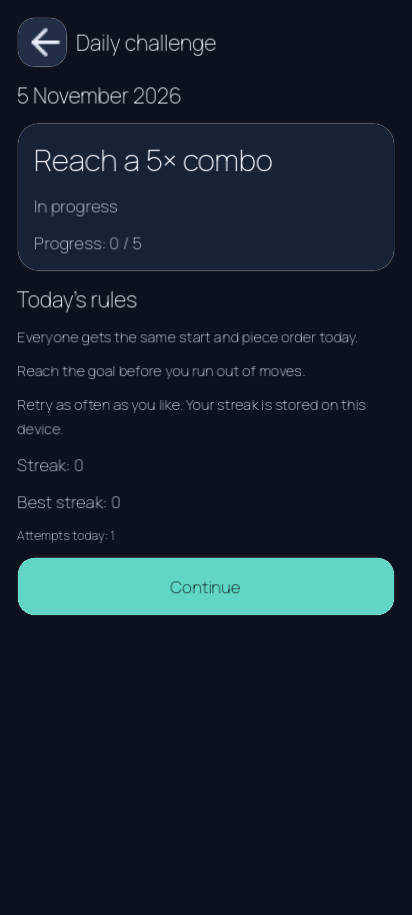 Daily challenge
5 November 2026
Reach a 5× combo
In progress
Progress: 0 / 5
Today's rules
Everyone gets the same start and piece order today.
Reach the goal before you run out of moves.
Retry as often as you like. Your streak is stored on this
device.
Streak: 0
Best streak: 0
Attempts today: 1
Continue